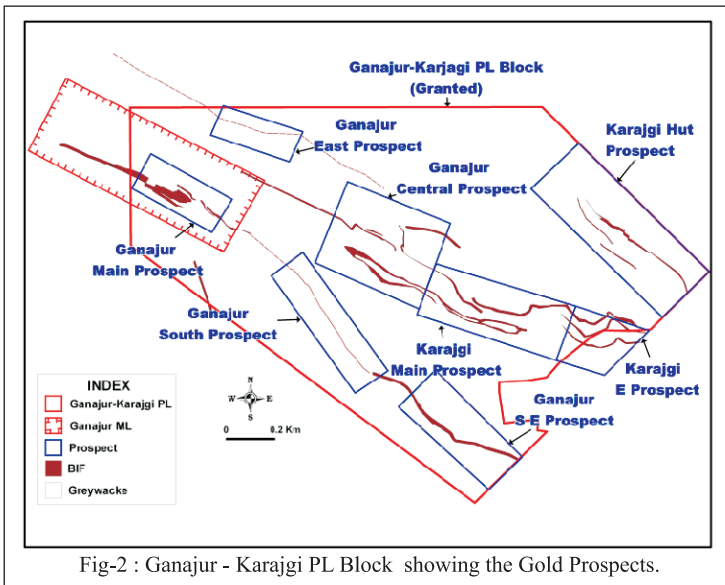 Ganajur-Karjagi PL Block
(Granted)
Ganajur
East Prospect
Karajgi Hut
Prospect
Ganajur
Central Prospect
Ganajur
Main Prospect
Ganajur
South Prospect
Karajgi
Main Prospect
Karajgi
E Prospect
Ganajur
S-E Prospect
INDEX
Ganajur-Karajgi PL
Ganajur ML
Prospect
BIF
Greywacke
N
W E
S
0 0.2 Km
Fig-2 : Ganajur - Karajgi PL Block showing the Gold Prospects.